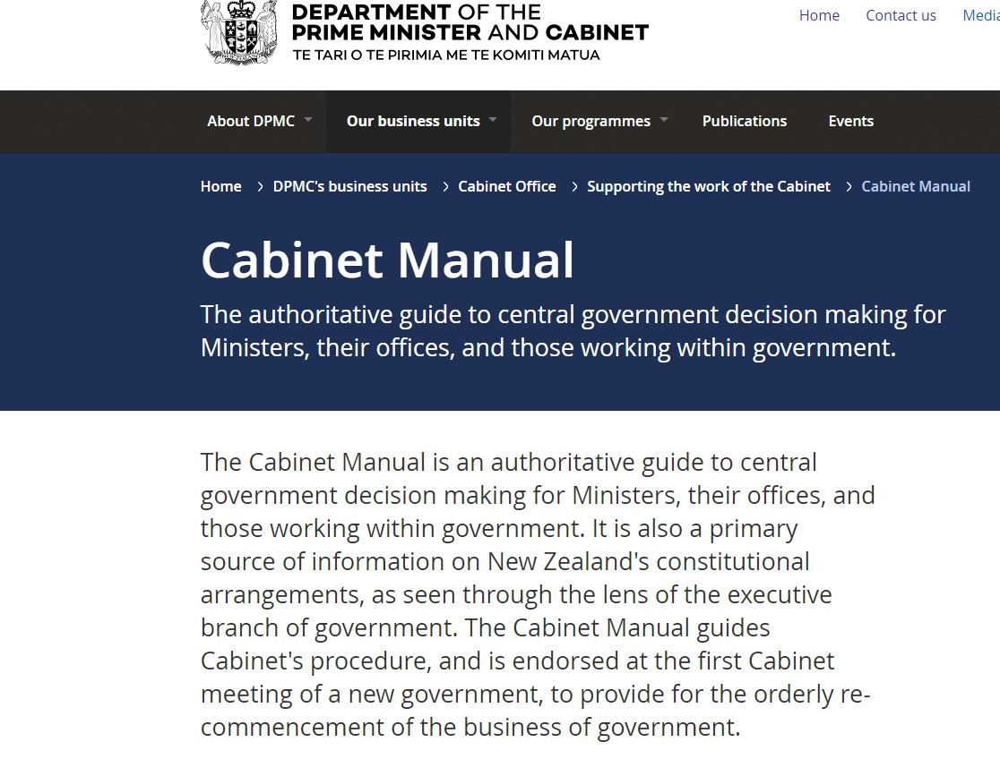 DEPARTMENT OF THE
PRIME MINISTER AND CABINET
TE TARI O TE PIRIMIA ME TE KOMITI MATUA
Home Contact us Media
About DPMC Our business units Our programmes Publications Events
Home > DPMC's business units > Cabinet Office > Supporting the work of the Cabinet > Cabinet Manual
Cabinet Manual
The authoritative guide to central government decision making for
Ministers, their offices, and those working within government.
The Cabinet Manual is an authoritative guide to central
government decision making for Ministers, their offices, and
those working within government. It is also a primary
source of information on New Zealand's constitutional
arrangements, as seen through the lens of the executive
branch of government. The Cabinet Manual guides
Cabinet's procedure, and is endorsed at the first Cabinet
meeting of a new government, to provide for the orderly re-
commencement of the business of government.